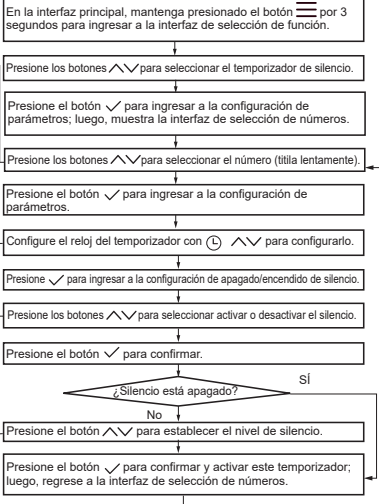 En la interfaz principal, mantenga presionado el botón por 3
segundos para ingresar a la interfaz de selección de función.
Presione los botones para seleccionar el temporizador de silencio.
Presione el botón para ingresar a la configuración de
parámetros; luego, muestra la interfaz de selección de números.
Presione los botones para seleccionar el número (titila lentamente).
Presione el botón para ingresar a la configuración de
parámetros.
Configure el reloj del temporizador con para configurarlo.
Presione para ingresar a la configuración de apagado/encendido de silencio.
Presione los botones para seleccionar activar o desactivar el silencio.
Presione el botón para confirmar.
¿Silencio está apagado?
SÍ
No
Presione el botón para establecer el nivel de silencio.
Presione el botón para confirmar y activar este temporizador;
luego, regrese a la interfaz de selección de números.